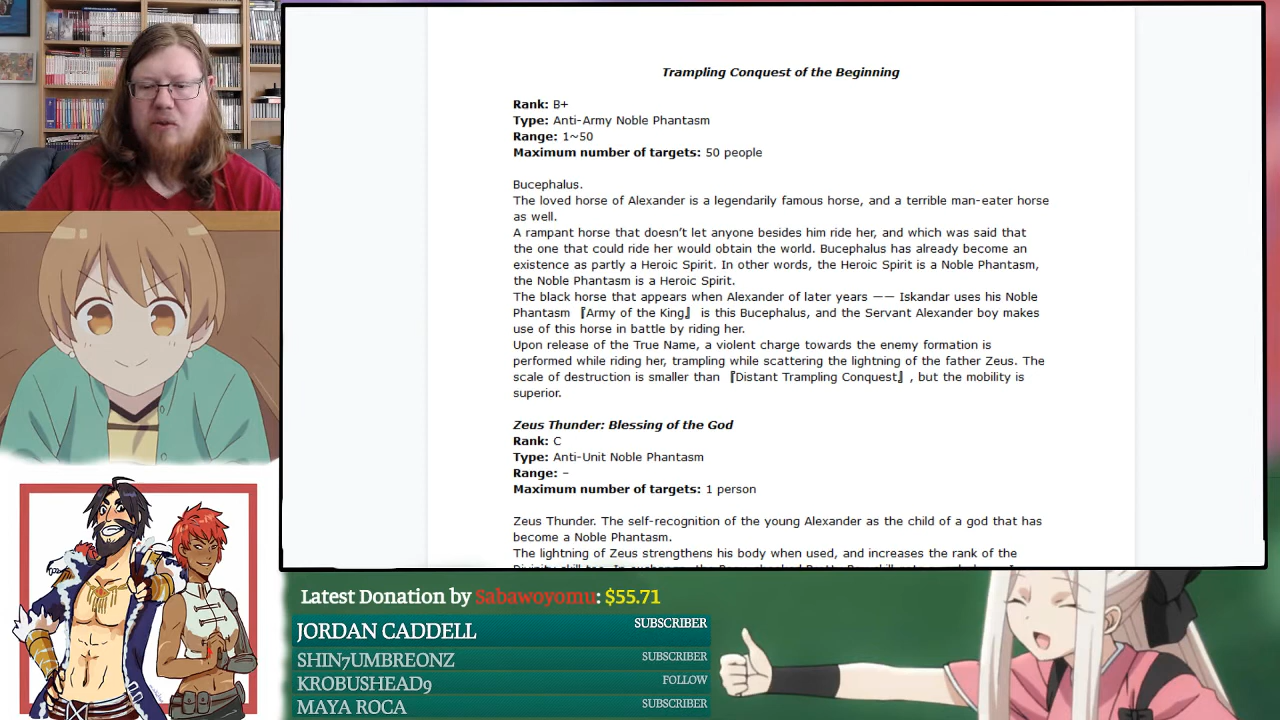 Trampling Conquest of the Beginning
Rank: B+
Type: Anti-Army Noble Phantasm
Range: 1~50
Maximum number of targets: 50 people
Bucephalus.
The loved horse of Alexander is a legendarily famous horse, and a terrible man-eater horse
as well.
A rampant horse that doesn't let anyone besides him ride her, and which was said that
the one that could ride her would obtain the world. Bucephalus has already become an
existence as partly a Heroic Spirit. In other words, the Heroic Spirit is a Noble Phantasm,
the Noble Phantasm is a Heroic Spirit.
The black horse that appears when Alexander of later years —— Iskandar uses his Noble
Phantasm 『Army of the King』 is this Bucephalus, and the Servant Alexander boy makes
use of this horse in battle by riding her.
Upon release of the True Name, a violent charge towards the enemy formation is
performed while riding her, trampling while scattering the lightning of the father Zeus. The
scale of destruction is smaller than 『Distant Trampling Conquest』, but the mobility is
superior.
Zeus Thunder: Blessing of the God
Rank: C
Type: Anti-Unit Noble Phantasm
Range: –
Maximum number of targets: 1 person
Zeus Thunder. The self-recognition of the young Alexander as the child of a god that has
become a Noble Phantasm.
The lightning of Zeus strengthens his body when used, and increases the rank of the
Latest Donation by Sabawoyomu: $55.71
JORDAN CADDELL SUBSCRIBER
SHIN7UMBREONZ SUBSCRIBER
KROBUSHEAD9 FOLLOW
MAYA ROCA SUBSCRIBER